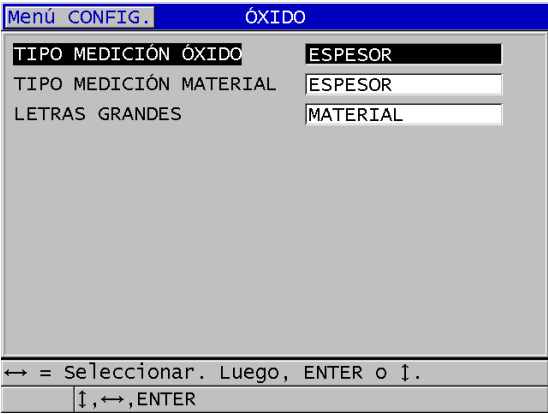 Menú CONFIG. ÓXIDO
TIPO MEDICIÓN ÓXIDO ESPESOR
TIPO MEDICIÓN MATERIAL ESPESOR
LETRAS GRANDES MATERIAL
↔ = Seleccionar. Luego, ENTER o ↕.
↕,↔,ENTER